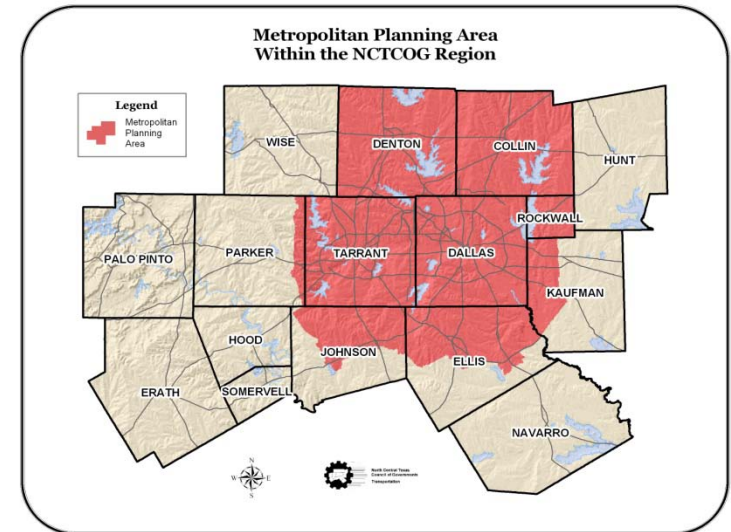 Metropolitan Planning Area
Within the NCTCOG Region
Legend
Metropolitan
Planning
Area
WISE
DENTON
COLLIN
HUNT
ROCKWALL
PALO PINTO
PARKER
TARRANT
DALLAS
KAUFMAN
HOOD
JOHNSON
ELLIS
ERATH
SOMERVELL
NAVARRO
N
W
E
S
North Central Texas
Council of Governments
Transportation